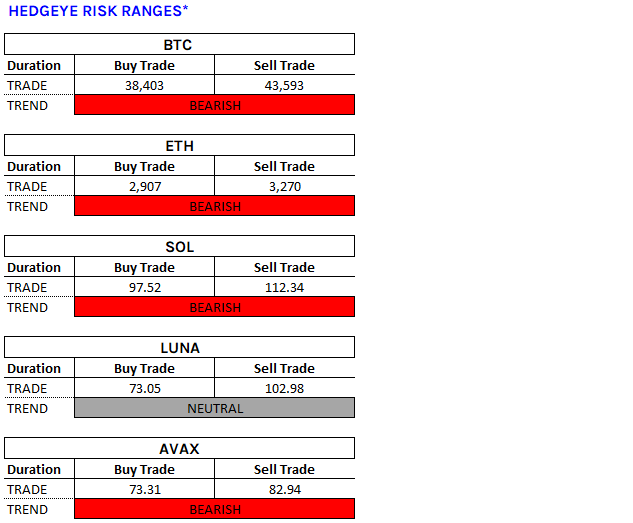 HEDGEYE RISK RANGES*
BTC
Duration Buy Trade Sell Trade
TRADE 38,403 43,593
TREND BEARISH
ETH
Duration Buy Trade Sell Trade
TRADE 2,907 3,270
TREND BEARISH
SOL
Duration Buy Trade Sell Trade
TRADE 97.52 112.34
TREND BEARISH
LUNA
Duration Buy Trade Sell Trade
TRADE 73.05 102.98
TREND NEUTRAL
AVAX
Duration Buy Trade Sell Trade
TRADE 73.31 82.94
TREND BEARISH